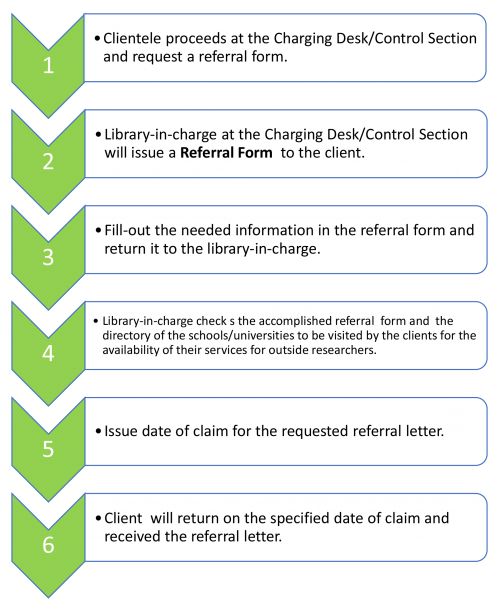 1
• Clientele proceeds at the Charging Desk/Control Section
and request a referral form.
2
• Library-in-charge at the Charging Desk/Control Section
will issue a Referral Form to the client.
3
• Fill-out the needed information in the referral form and
return it to the library-in-charge.
4
• Library-in-charge check s the accomplished referral form and the
directory of the schools/universities to be visited by the clients for the
availability of their services for outside researchers.
5
• Issue date of claim for the requested referral letter.
6
• Client will return on the specified date of claim and
received the referral letter.